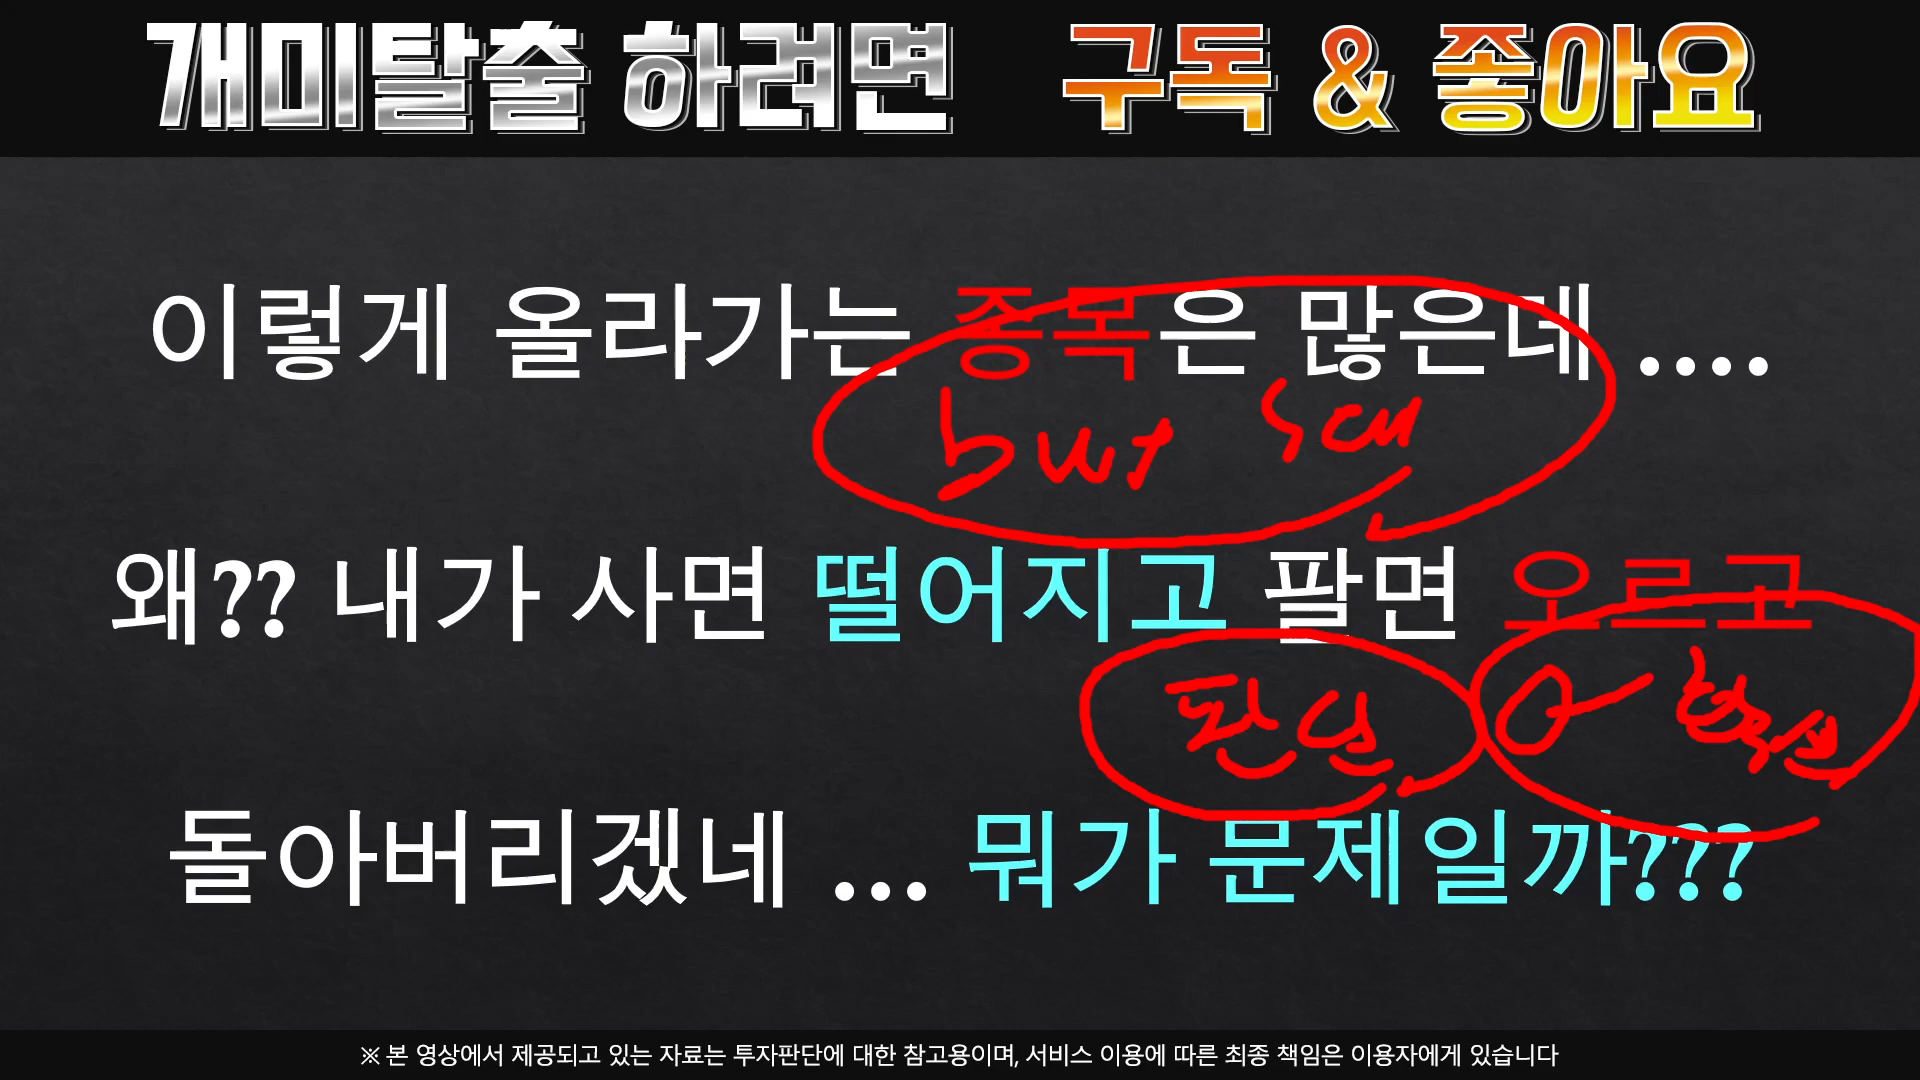 개미탈출 하려면 구독 & 좋아요
이렇게 올라가는 종목은 많은데 ....
but
왜?? 내가 사면 떨어지고 팔면 오르고
판단
돌아버리겠네 ... 뭐가 문제일까???
※ 본 영상에서 제공되고 있는 자료는 투자판단에 대한 참고용이며, 서비스 이용에 따른 최종 책임은 이용자에게 있습니다